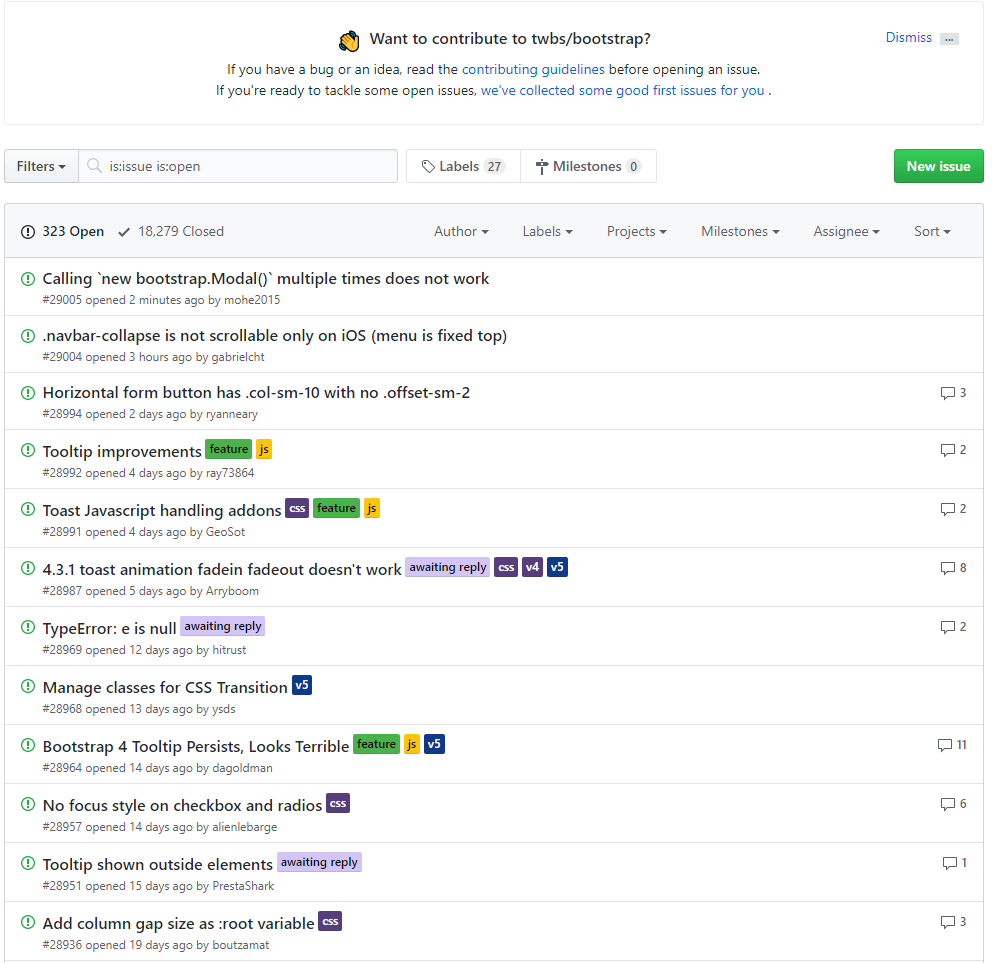 Want to contribute to twbs/bootstrap?
Dismiss ...
If you have a bug or an idea, read the contributing guidelines before opening an issue.
If you're ready to tackle some open issues, we've collected some good first issues for you .
Filters is:issue is:open Labels 27 Milestones 0 New issue
323 Open 18,279 Closed Author Labels Projects Milestones Assignee Sort
Calling `new bootstrap.Modal()` multiple times does not work
#29005 opened 2 minutes ago by mohe2015
.navbar-collapse is not scrollable only on iOS (menu is fixed top)
#29004 opened 3 hours ago by gabrielcht
Horizontal form button has .col-sm-10 with no .offset-sm-2 3
#28994 opened 2 days ago by ryanneary
Tooltip improvements feature js 2
#28992 opened 4 days ago by ray73864
Toast Javascript handling addons css feature js 2
#28991 opened 4 days ago by GeoSot
4.3.1 toast animation fadein fadeout doesn't work awaiting reply css v4 v5 8
#28987 opened 5 days ago by Arryboom
TypeError: e is null awaiting reply 2
#28969 opened 12 days ago by hitrust
Manage classes for CSS Transition v5
#28968 opened 13 days ago by ysds
Bootstrap 4 Tooltip Persists, Looks Terrible feature js v5 11
#28964 opened 14 days ago by dagoldman
No focus style on checkbox and radios css 6
#28957 opened 14 days ago by alienlebarge
Tooltip shown outside elements awaiting reply 1
#28951 opened 15 days ago by PrestaShark
Add column gap size as :root variable css 3
#28936 opened 19 days ago by boutzamat